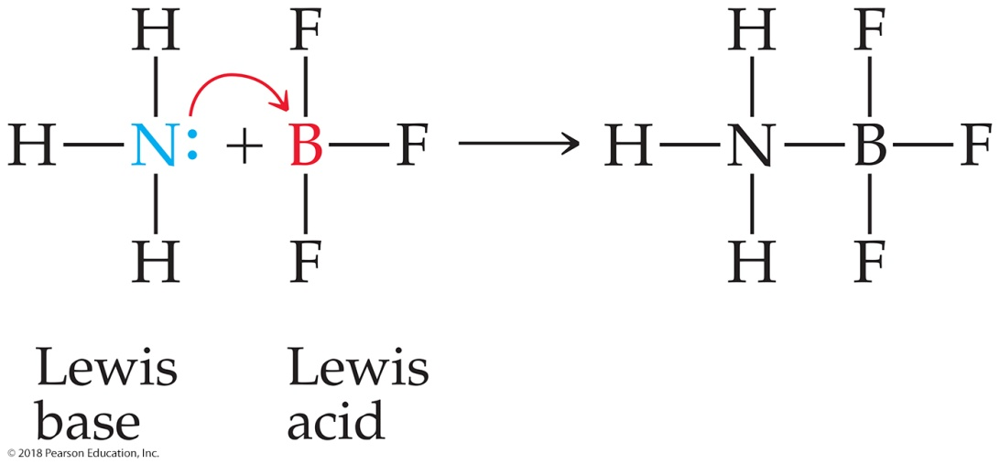 H F H F
H—N: + B—F ⟶ H—N—B—F
H F H F
Lewis Lewis
base acid
© 2018 Pearson Education, Inc.